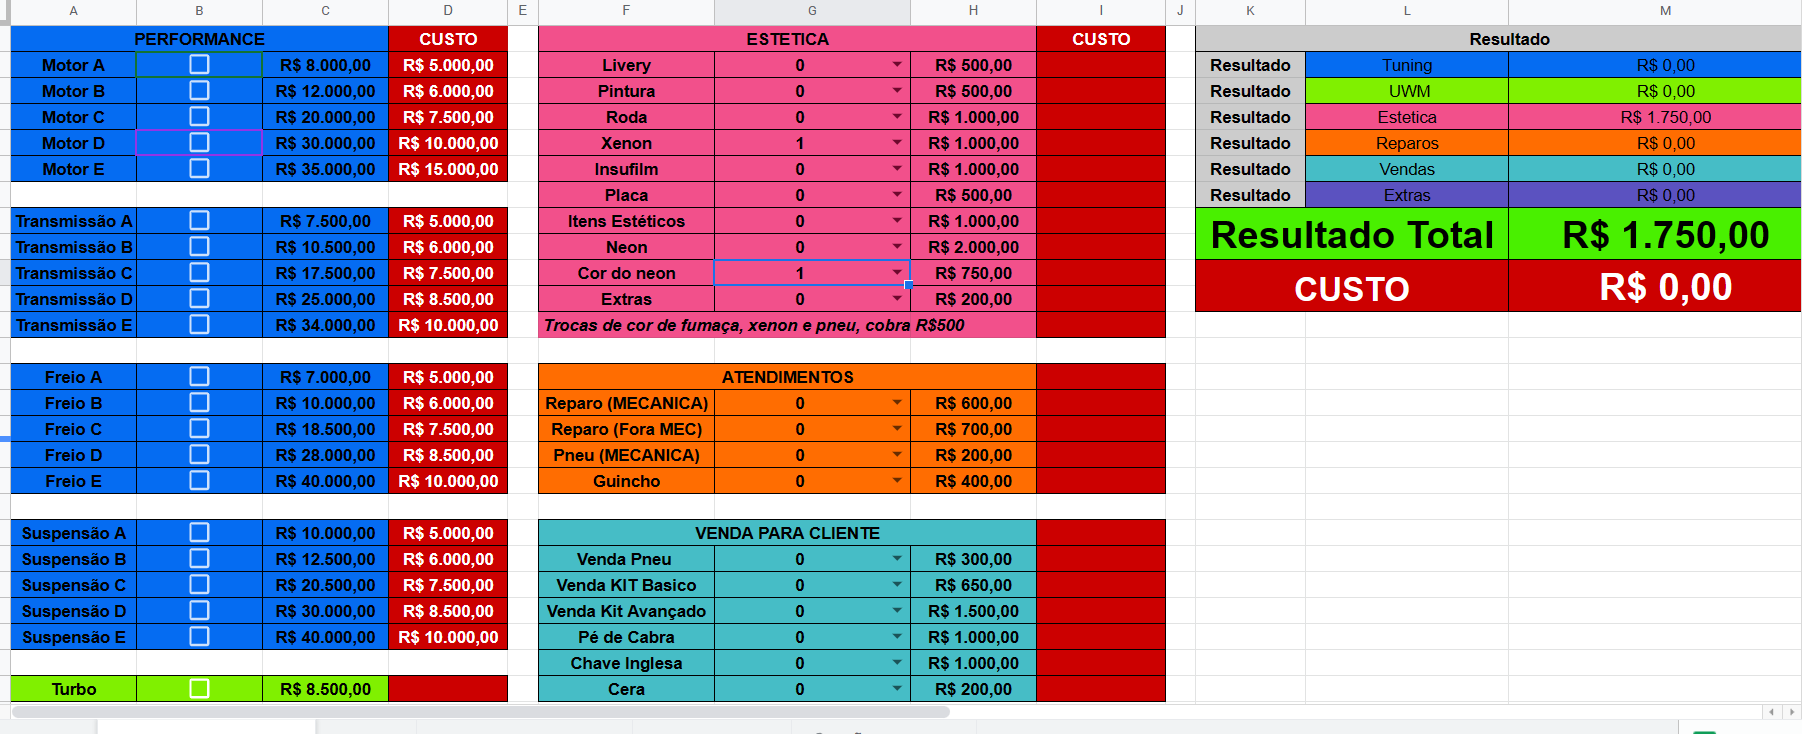 A B C D E F G H I J K L M
PERFORMANCE CUSTO ESTETICA CUSTO Resultado
Motor A R$ 8.000,00 R$ 5.000,00 Livery 0 R$ 500,00 Resultado Tuning R$ 0,00
Motor B R$ 12.000,00 R$ 6.000,00 Pintura 0 R$ 500,00 Resultado UWM R$ 0,00
Motor C R$ 20.000,00 R$ 7.500,00 Roda 0 R$ 1.000,00 Resultado Estetica R$ 1.750,00
Motor D R$ 30.000,00 R$ 10.000,00 Xenon 1 R$ 1.000,00 Resultado Reparos R$ 0,00
Motor E R$ 35.000,00 R$ 15.000,00 Insufilm 0 R$ 1.000,00 Resultado Vendas R$ 0,00
Placa 0 R$ 500,00 Resultado Extras R$ 0,00
Transmissão A R$ 7.500,00 R$ 5.000,00 Itens Estéticos 0 R$ 1.000,00 Resultado Total R$ 1.750,00
Transmissão B R$ 10.500,00 R$ 6.000,00 Neon 0 R$ 2.000,00
Transmissão C R$ 17.500,00 R$ 7.500,00 Cor do neon 1 R$ 750,00 CUSTO R$ 0,00
Transmissão D R$ 25.000,00 R$ 8.500,00 Extras 0 R$ 200,00
Transmissão E R$ 34.000,00 R$ 10.000,00 Trocas de cor de fumaça, xenon e pneu, cobra R$500
Freio A R$ 7.000,00 R$ 5.000,00 ATENDIMENTOS
Freio B R$ 10.000,00 R$ 6.000,00 Reparo (MECANICA) 0 R$ 600,00
Freio C R$ 18.500,00 R$ 7.500,00 Reparo (Fora MEC) 0 R$ 700,00
Freio D R$ 28.000,00 R$ 8.500,00 Pneu (MECANICA) 0 R$ 200,00
Freio E R$ 40.000,00 R$ 10.000,00 Guincho 0 R$ 400,00
Suspensão A R$ 10.000,00 R$ 5.000,00 VENDA PARA CLIENTE
Suspensão B R$ 12.500,00 R$ 6.000,00 Venda Pneu 0 R$ 300,00
Suspensão C R$ 20.500,00 R$ 7.500,00 Venda KIT Basico 0 R$ 650,00
Suspensão D R$ 30.000,00 R$ 8.500,00 Venda Kit Avançado 0 R$ 1.500,00
Suspensão E R$ 40.000,00 R$ 10.000,00 Pé de Cabra 0 R$ 1.000,00
Chave Inglesa 0 R$ 1.000,00
Turbo R$ 8.500,00 Cera 0 R$ 200,00